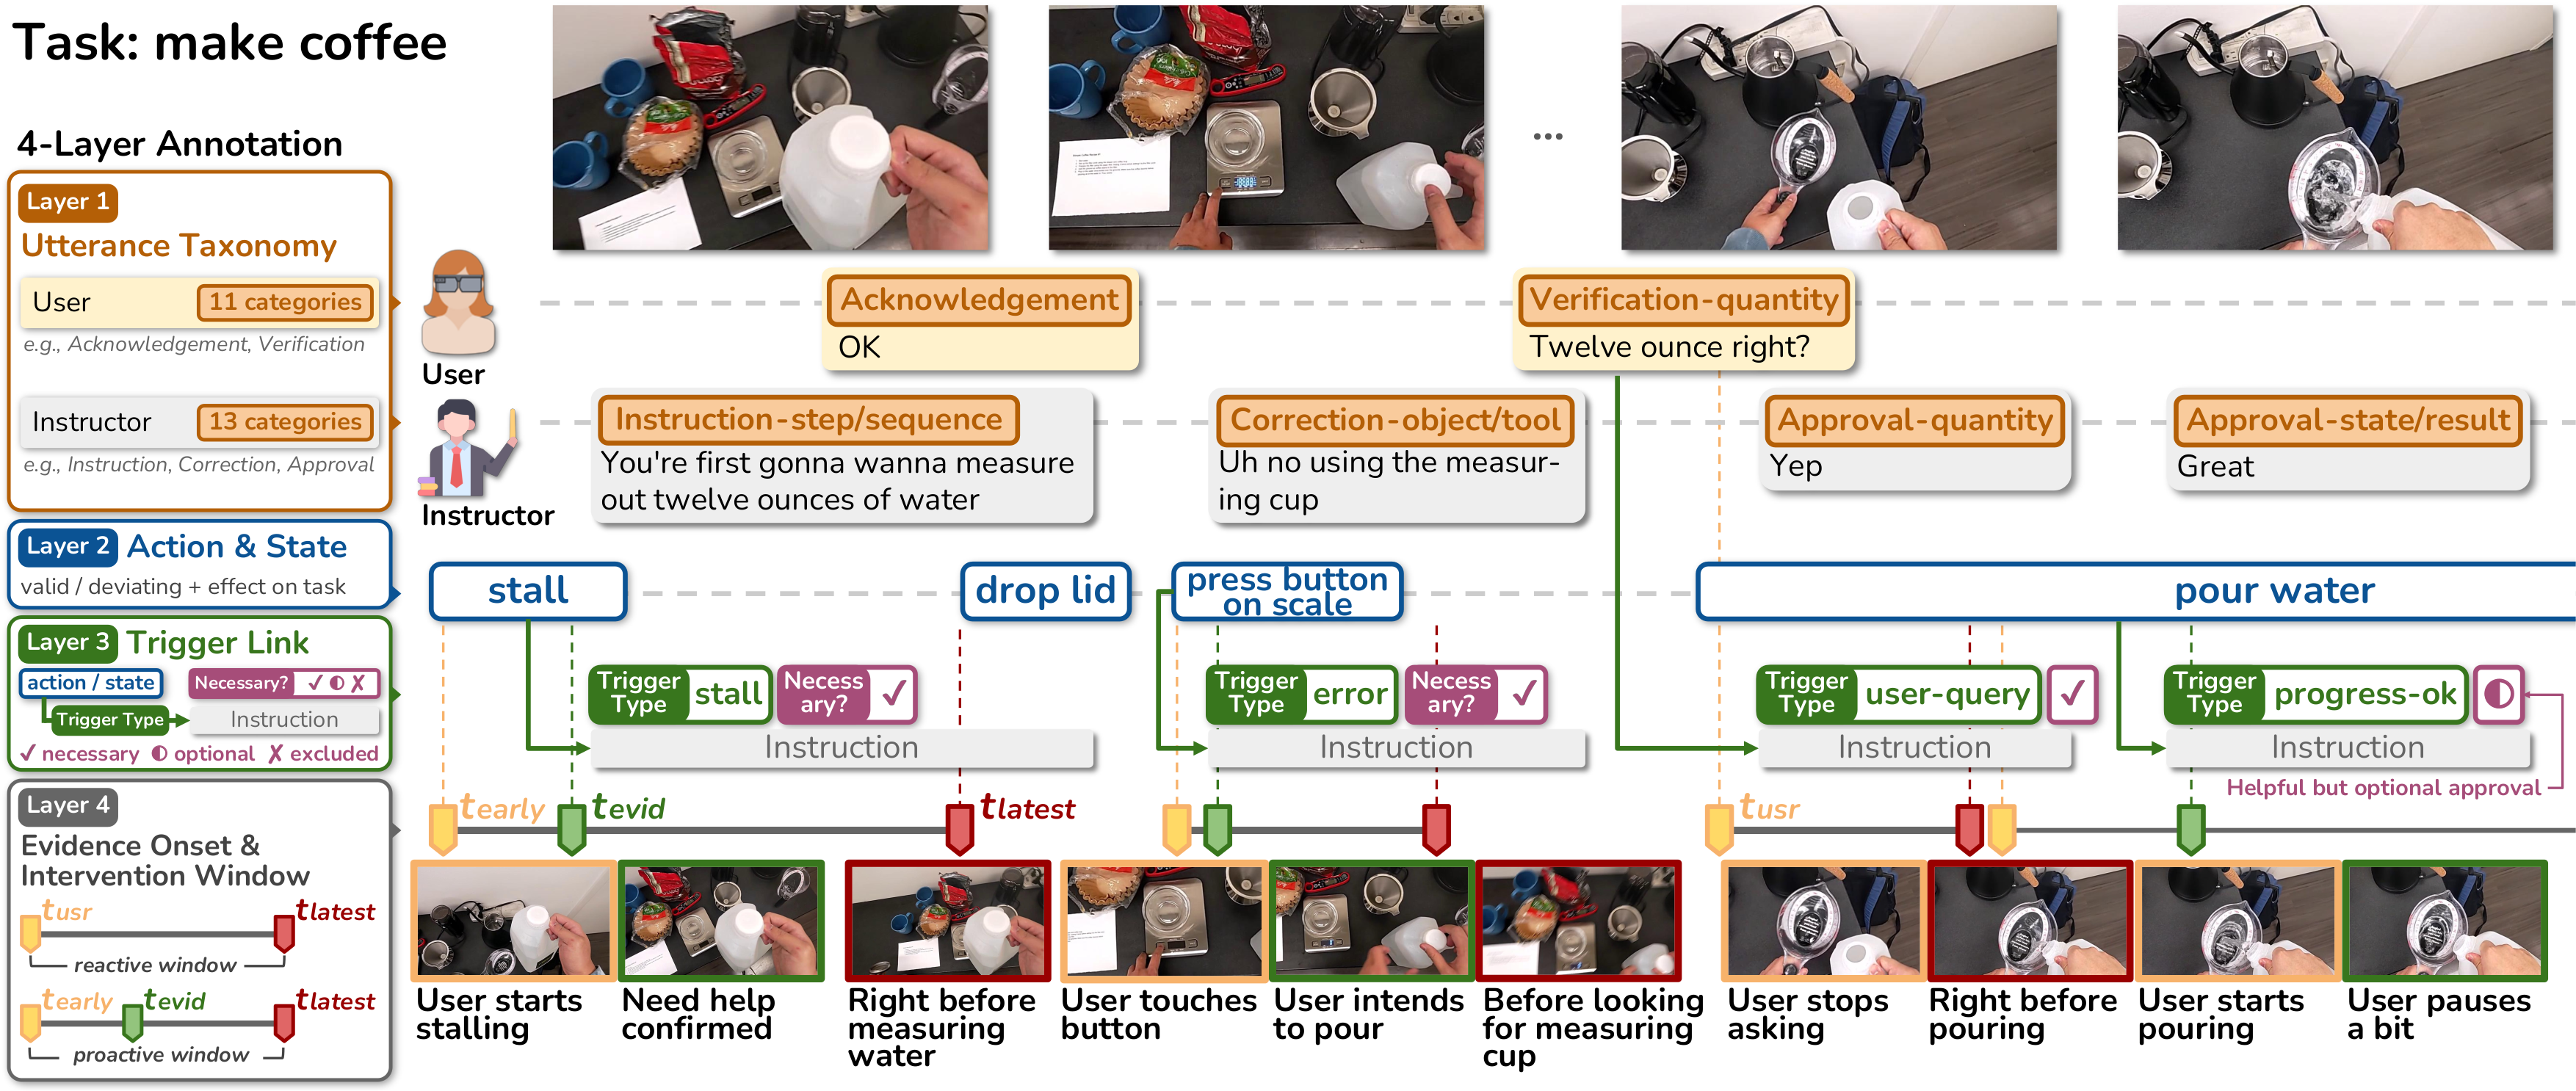 Task: make coffee
4-Layer Annotation
Layer 1
Utterance Taxonomy
User 11 categories
e.g., Acknowledgement, Verification
Instructor 13 categories
e.g., Instruction, Correction, Approval
Layer 2 Action & State
valid / deviating + effect on task
Layer 3 Trigger Link
action / state Necessary? ✓ ◐ ✗
Trigger Type Instruction
✓ necessary ◐ optional ✗ excluded
Layer 4
Evidence Onset &
Intervention Window
tusr tlatest
reactive window
tearly tevid tlatest
proactive window
User
Acknowledgement
OK
Verification-quantity
Twelve ounce right?
Instructor
Instruction-step/sequence
You're first gonna wanna measure
out twelve ounces of water
Correction-object/tool
Uh no using the measur-
ing cup
Approval-quantity
Yep
Approval-state/result
Great
stall
drop lid
press button
on scale
pour water
Trigger
Type
stall
Necess
ary?
✓
Instruction
Trigger
Type
error
Necess
ary?
✓
Instruction
Trigger
Type
user-query
✓
Instruction
Trigger
Type
progress-ok
◐
Instruction
Helpful but optional approval
tearly tevid tlatest tusr
User starts
stalling
Need help
confirmed
Right before
measuring
water
User touches
button
User intends
to pour
Before looking
for measuring
cup
User stops
asking
Right before
pouring
User starts
pouring
User pauses
a bit